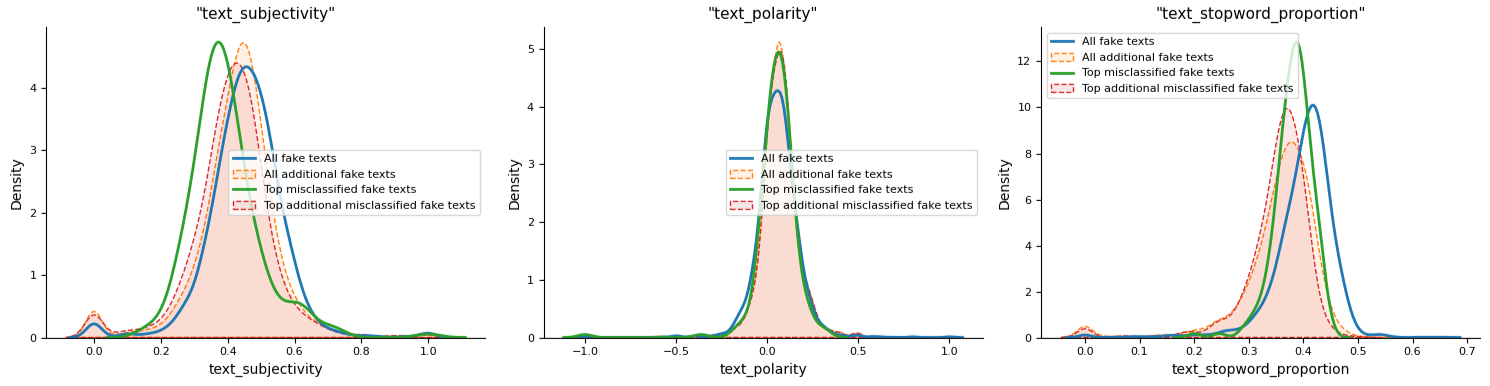 "text_subjectivity"
Density
4
3
2
1
0
0.0 0.2 0.4 0.6 0.8 1.0
text_subjectivity
All fake texts
All additional fake texts
Top misclassified fake texts
Top additional misclassified fake texts
"text_polarity"
Density
5
4
3
2
1
0
−1.0 −0.5 0.0 0.5 1.0
text_polarity
All fake texts
All additional fake texts
Top misclassified fake texts
Top additional misclassified fake texts
"text_stopword_proportion"
Density
12
10
8
6
4
2
0
0.0 0.1 0.2 0.3 0.4 0.5 0.6 0.7
text_stopword_proportion
All fake texts
All additional fake texts
Top misclassified fake texts
Top additional misclassified fake texts